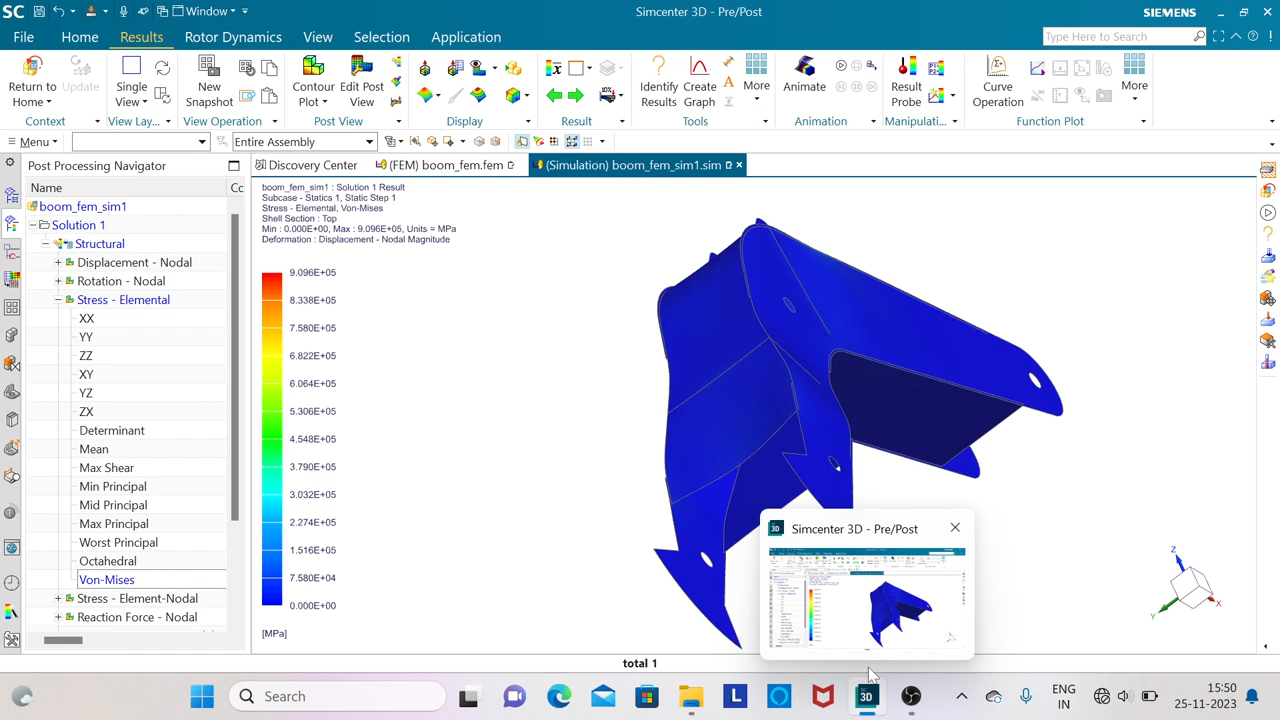 SC
Window
Simcenter 3D - Pre/Post
SIEMENS
File
Home
Results
Rotor Dynamics
View
Selection
Application
Type Here to Search
Return to Home
Update
Context
Single View
View Lay...
New Snapshot
View Operation
Contour Plot
Edit Post View
Post View
Display
Result
Identify Results
Create Graph
More
Tools
Animate
Animation
Result Probe
Manipulati...
Curve Operation
More
Function Plot
Menu
Entire Assembly
Post Processing Navigator
Discovery Center
(FEM) boom_fem.fem
(Simulation) boom_fem_sim1.sim
Name
Cc
boom_fem_sim1
Solution 1
Structural
Displacement - Nodal
Rotation - Nodal
Stress - Elemental
XX
YY
ZZ
XY
YZ
ZX
Determinant
Mean
Max Shear
Min Principal
Mid Principal
Max Principal
Worst Principal
Octahedral
Von-Mises
Stress - Element-Nodal
Reaction Force - Nodal
boom_fem_sim1 : Solution 1 Result
Subcase - Statics 1, Static Step 1
Stress - Elemental, Von-Mises
Shell Section : Top
Min : 0.000E+00, Max : 9.096E+05, Units = MPa
Deformation : Displacement - Nodal Magnitude
9.096E+05
8.338E+05
7.580E+05
6.822E+05
6.064E+05
5.306E+05
4.548E+05
3.790E+05
3.032E+05
2.274E+05
1.516E+05
7.580E+04
0.000E+00
[MPa]
Z
Simcenter 3D - Pre/Post
total 1
Search
L
3D
ENG
IN
15:50
25-11-2023